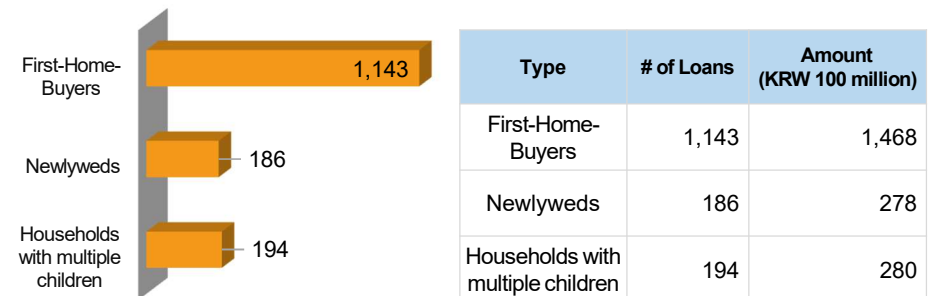 First-Home-
Buyers
1,143
Newlyweds
186
Households
with multiple
children
194
Type
# of Loans
Amount
(KRW 100 million)
First-Home-
Buyers
1,143
1,468
Newlyweds
186
278
Households with
multiple children
194
280